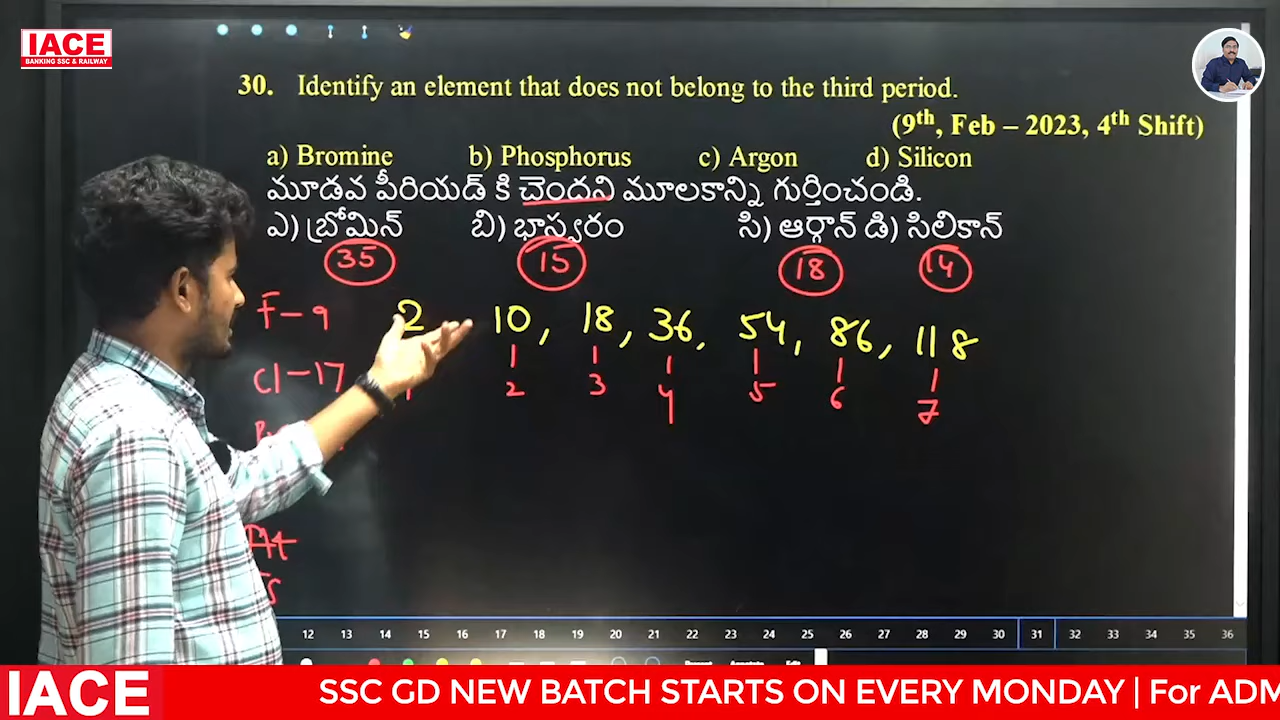 IACE
BANKING SSC & RAILWAY
30. Identify an element that does not belong to the third period.
(9th, Feb – 2023, 4th Shift)
a) Bromine b) Phosphorus c) Argon d) Silicon
మూడవ పీరియడ్ కి చెందని మూలకాన్ని గుర్తించండి.
ఎ) బ్రోమిన్ బి) భాస్వరం సి) ఆర్గాన్ డి) సిలికాన్
35 15 18 14
F-9 2 10, 18, 36, 54, 86, 118
Cl-17 1 2 3 4 5 6 7
At
12 13 14 15 16 17 18 19 20 21 22 23 24 25 26 27 28 29 30 31 32 33 34 35 36
IACE SSC GD NEW BATCH STARTS ON EVERY MONDAY | For ADM